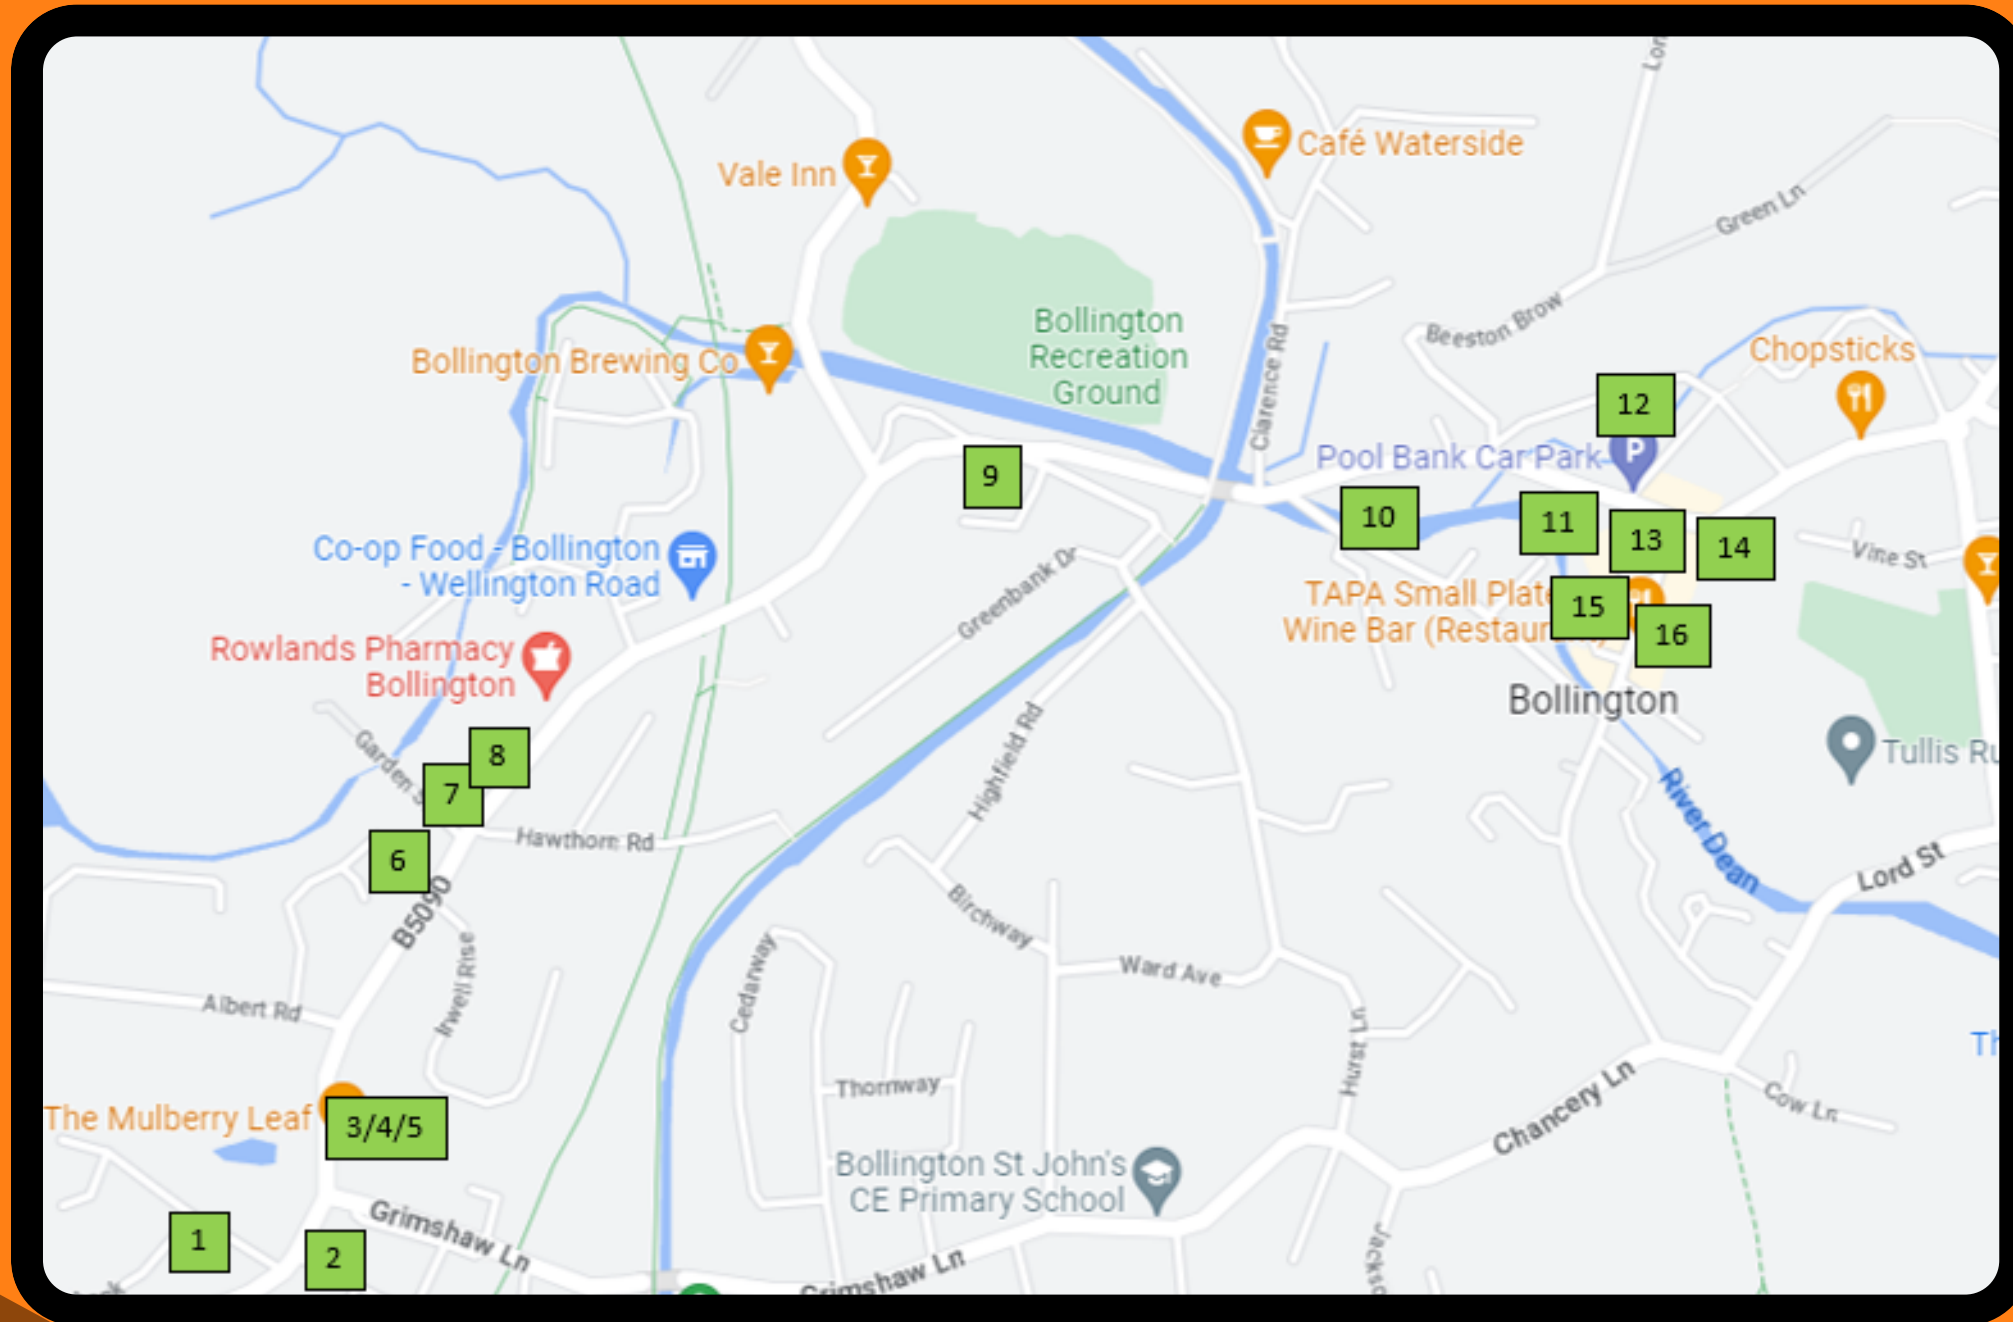 Lon
Café Waterside
Vale Inn
Green Ln
Bollington
Recreation
Ground
Beeston Brow
Chopsticks
Bollington Brewing Co
Clarence Rd
12
Pool Bank Car Park
P
9
10
11
13
14
Vine St
Co-op Food - Bollington
- Wellington Road
Greenbank Dr
TAPA Small Plate
Wine Bar (Restaur
15
16
Rowlands Pharmacy
Bollington
Bollington
Highfield Rd
Garden S
8
7
Tullis Ru
River Dean
Hawthorn Rd
6
B5090
Lord St
Birchway
Irwell Rise
Cedarway
Ward Ave
Albert Rd
Hurst Ln
Th
Thornway
Chancery Ln
Cow Ln
The Mulberry Leaf
3/4/5
Bollington St John's
CE Primary School
1
2
Grimshaw Ln
Grimshaw Ln
Jackso